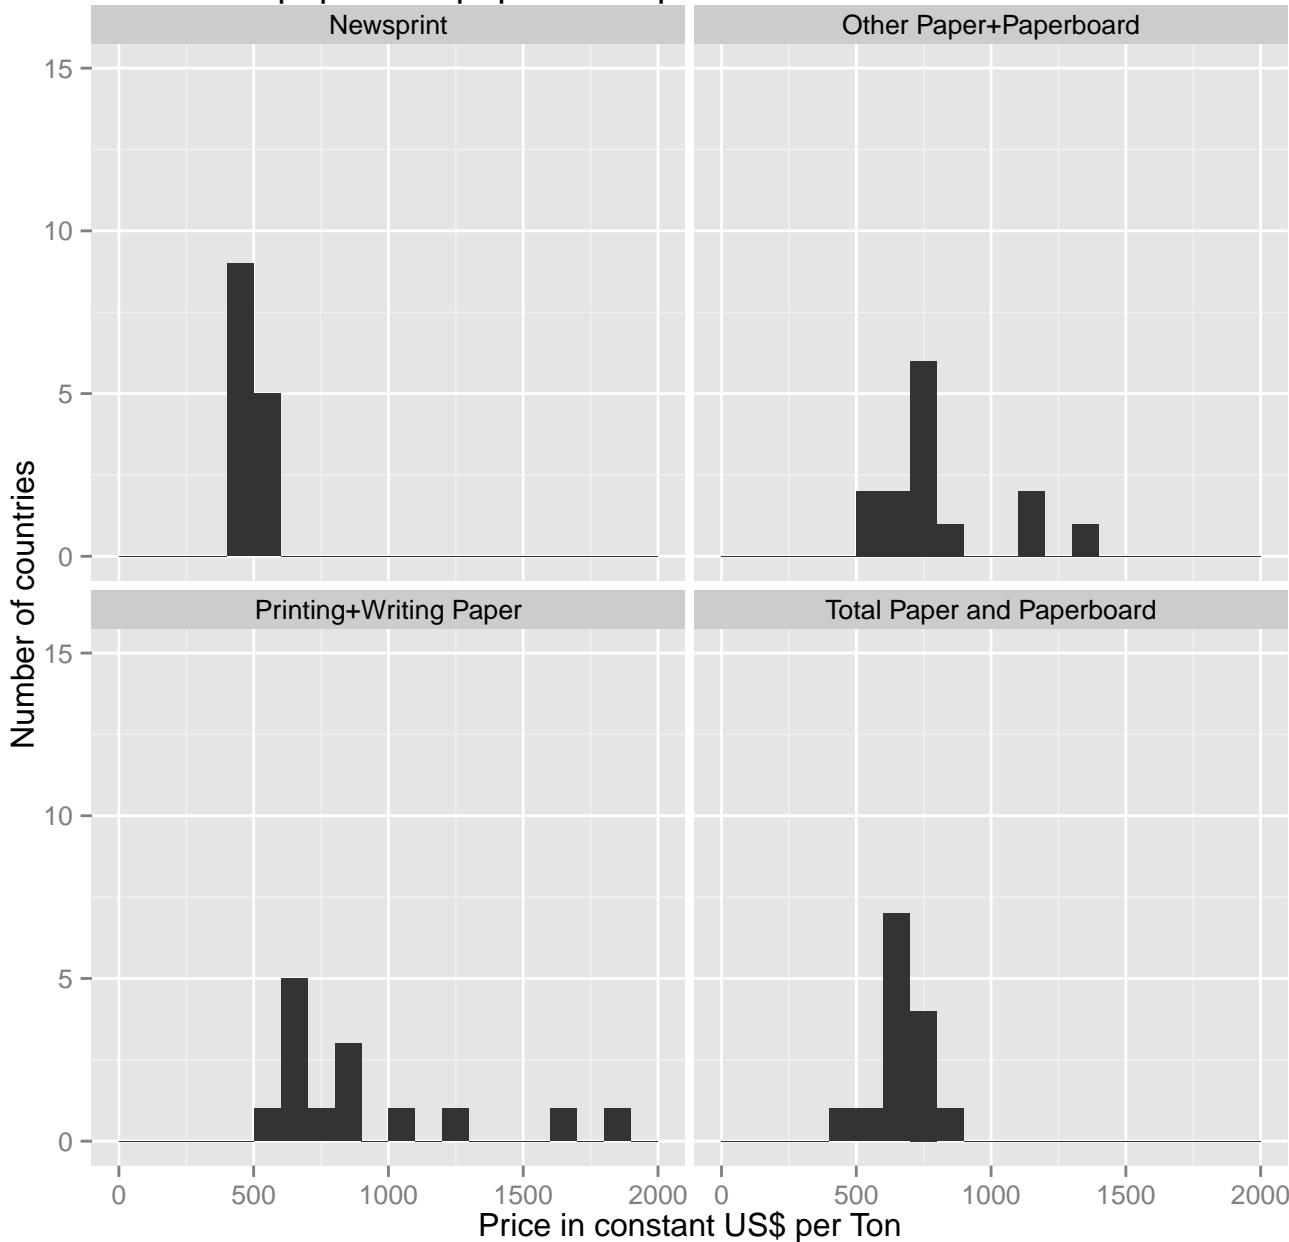 Newsprint
Other Paper+Paperboard
15
10
5
0
Printing+Writing Paper
Total Paper and Paperboard
15
10
5
0
Number of countries
0 500 1000 1500 2000
0 500 1000 1500 2000
Price in constant US$ per Ton